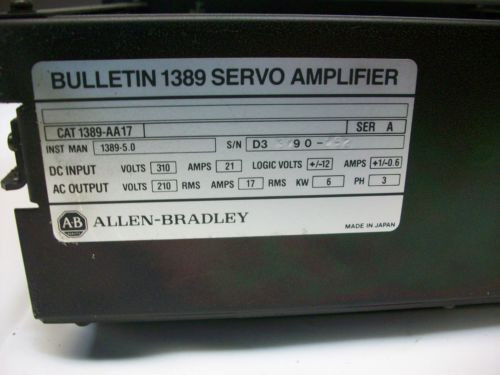 BULLETIN 1389 SERVO AMPLIFIER
CAT 1389-AA17 SER A
INST MAN 1389-5.0 S/N D3 90
DC INPUT VOLTS 310 AMPS 21 LOGIC VOLTS +/-12 AMPS +1/-0.6
AC OUTPUT VOLTS 210 RMS AMPS 17 RMS KW 6 PH 3
A-B QUALITY ALLEN-BRADLEY
MADE IN JAPAN